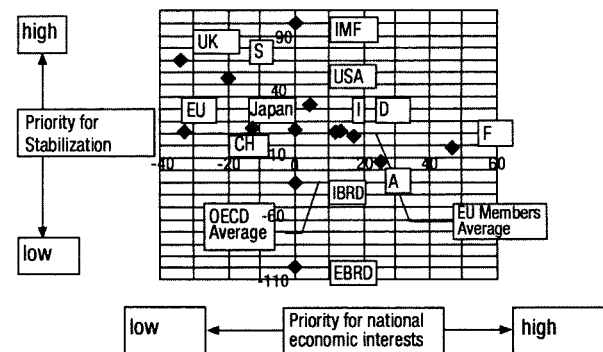 high
Priority for
Stabilization
low
IMF
UK
90
S
USA
40
EU
Japan
I
D
F
CH
-40
-20
10
0
20
40
60
A
IBRD
OECD
Average
-60
EU Members
Average
EBRD
-110
low
Priority for national
economic interests
high